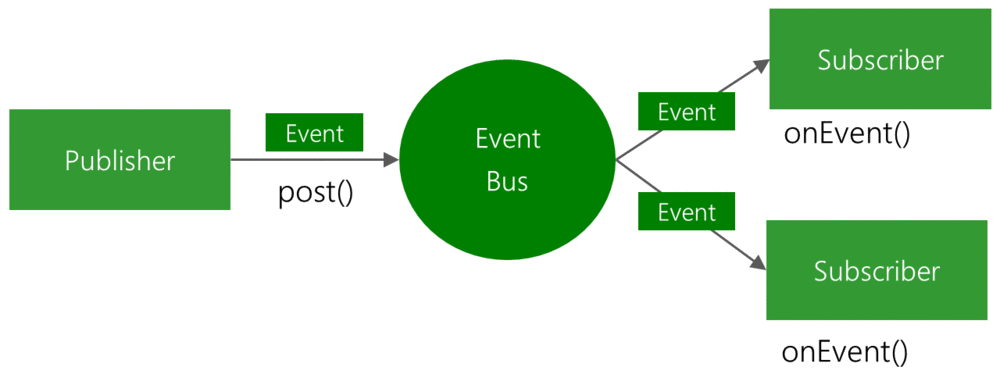 Publisher
Event
post()
Event
Bus
Event
Subscriber
onEvent()
Event
Subscriber
onEvent()